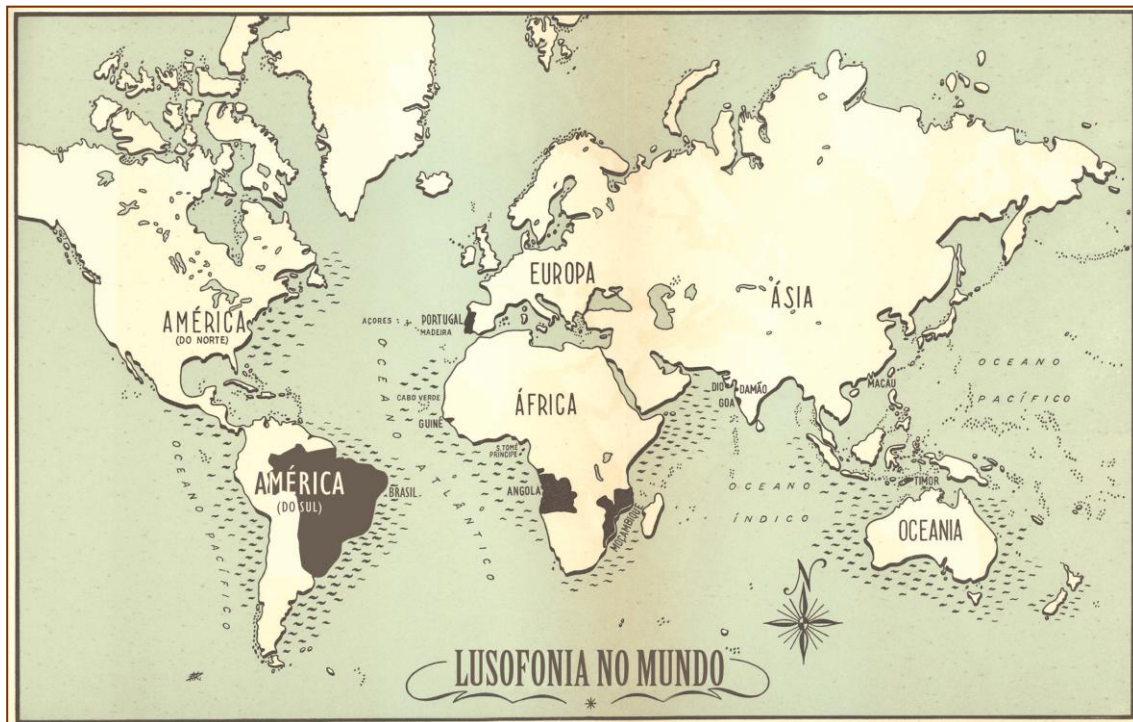 AMÉRICA
(DO NORTE)
EUROPA
ÁSIA
AÇORES
PORTUGAL
MADEIRA
OCEANO ATLÂNTICO
CABO VERDE
GUINÉ
ÁFRICA
S. TOMÉ
PRÍNCIPE
DIO
DAMÃO
GOA
MACAU
OCEANO
PACÍFICO
OCEANO PACÍFICO
AMÉRICA
(DO SUL)
BRASIL
ANGOLA
MOÇAMBIQUE
OCEANO
ÍNDICO
TIMOR
OCEANIA
N
LUSOFONIA NO MUNDO